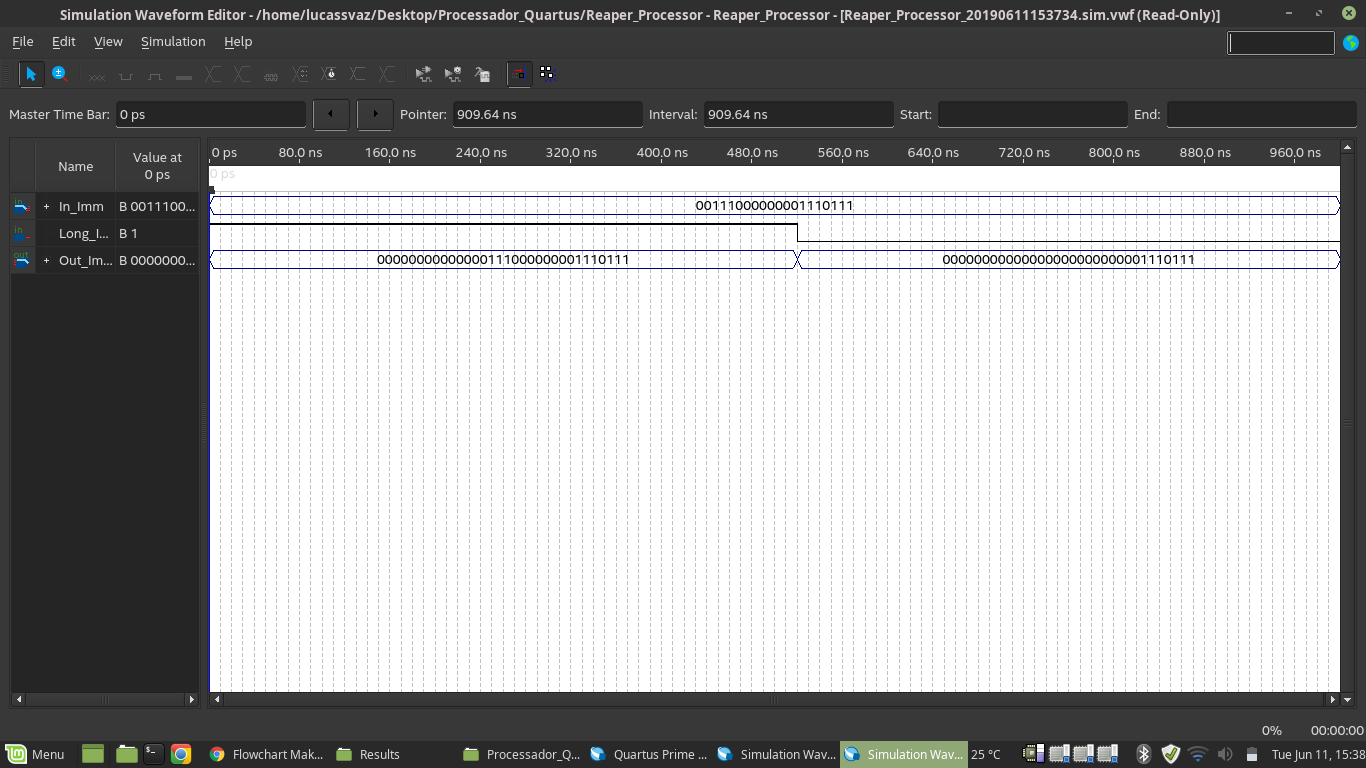 Simulation Waveform Editor - /home/lucassvaz/Desktop/Processador_Quartus/Reaper_Processor - Reaper_Processor - [Reaper_Processor_20190611153734.sim.vwf (Read-Only)]
File Edit View Simulation Help
Master Time Bar: 0 ps Pointer: 909.64 ns Interval: 909.64 ns Start: End:
Name Value at 0 ps
0 ps 80.0 ns 160.0 ns 240.0 ns 320.0 ns 400.0 ns 480.0 ns 560.0 ns 640.0 ns 720.0 ns 800.0 ns 880.0 ns 960.0 ns
0 ps
in + In_Imm B 0011100... 00111000000001110111
in Long_I... B 1
out + Out_Im... B 0000000... 00000000000000111000000001110111 00000000000000000000000001110111
0% 00:00:00
Menu Flowchart Mak... Results Processador_Q... Quartus Prime ... Simulation Wav... Simulation Wav... 25 °C Tue Jun 11, 15:38